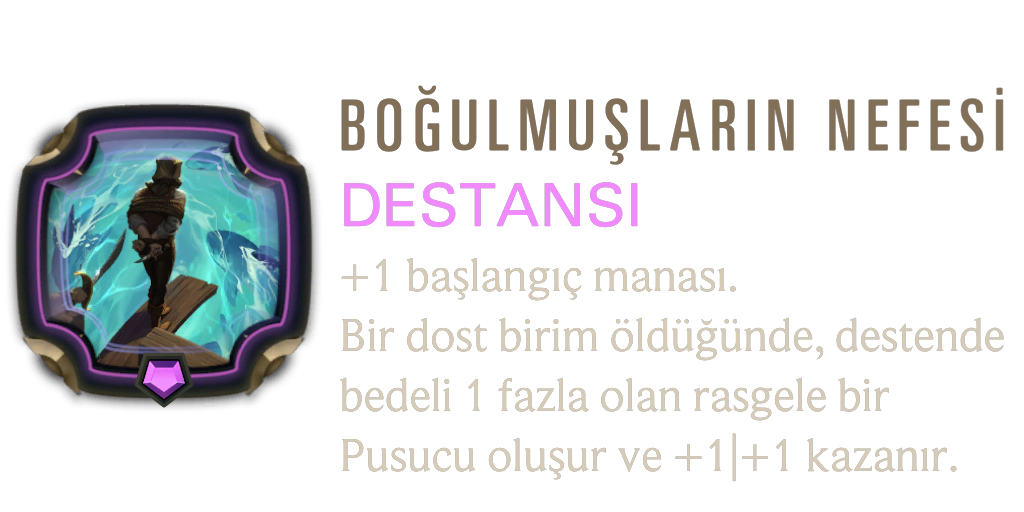 BOĞULMUŞLARIN NEFESİ
DESTANSI
+1 başlangıç manası.
Bir dost birim öldüğünde, destende
bedeli 1 fazla olan rasgele bir
Pusucu oluşur ve +1|+1 kazanır.